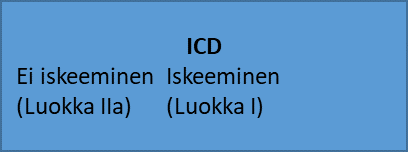 ICD
Ei iskeeminen Iskeeminen
(Luokka IIa) (Luokka I)